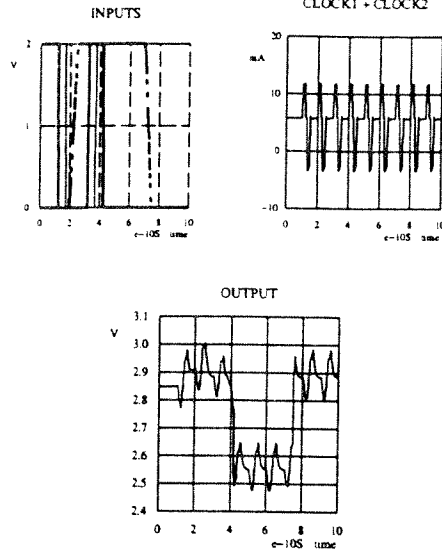 INPUTS
V
2
1
0
0 2 4 6 8 10
e-10S time
CLOCK1 + CLOCK2
mA
20
10
0
-10
0 2 4 6 8 10
e-10S time
OUTPUT
V
3.1
3.0
2.9
2.8
2.7
2.6
2.5
2.4
0 2 4 6 8 10
e-10S time